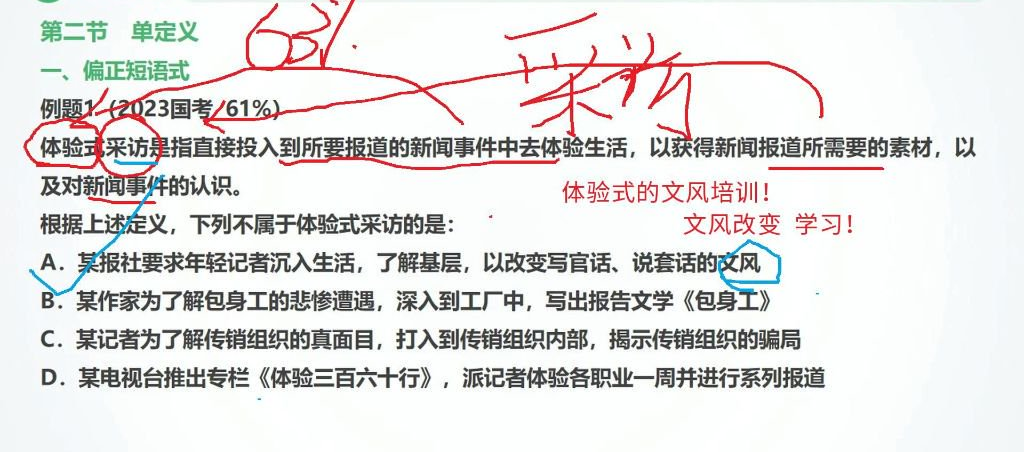 第二节 单定义
一、偏正短语式
例题1（2023国考 61%）
体验式采访是指直接投入到所要报道的新闻事件中去体验生活，以获得新闻报道所需要的素材，以
及对新闻事件的认识。
体验式的文风培训！
根据上述定义，下列不属于体验式采访的是：
文风改变 学习！
A．某报社要求年轻记者沉入生活，了解基层，以改变写官话、说套话的文风
B．某作家为了解包身工的悲惨遭遇，深入到工厂中，写出报告文学《包身工》
C．某记者为了解传销组织的真面目，打入到传销组织内部，揭示传销组织的骗局
D．某电视台推出专栏《体验三百六十行》，派记者体验各职业一周并进行系列报道